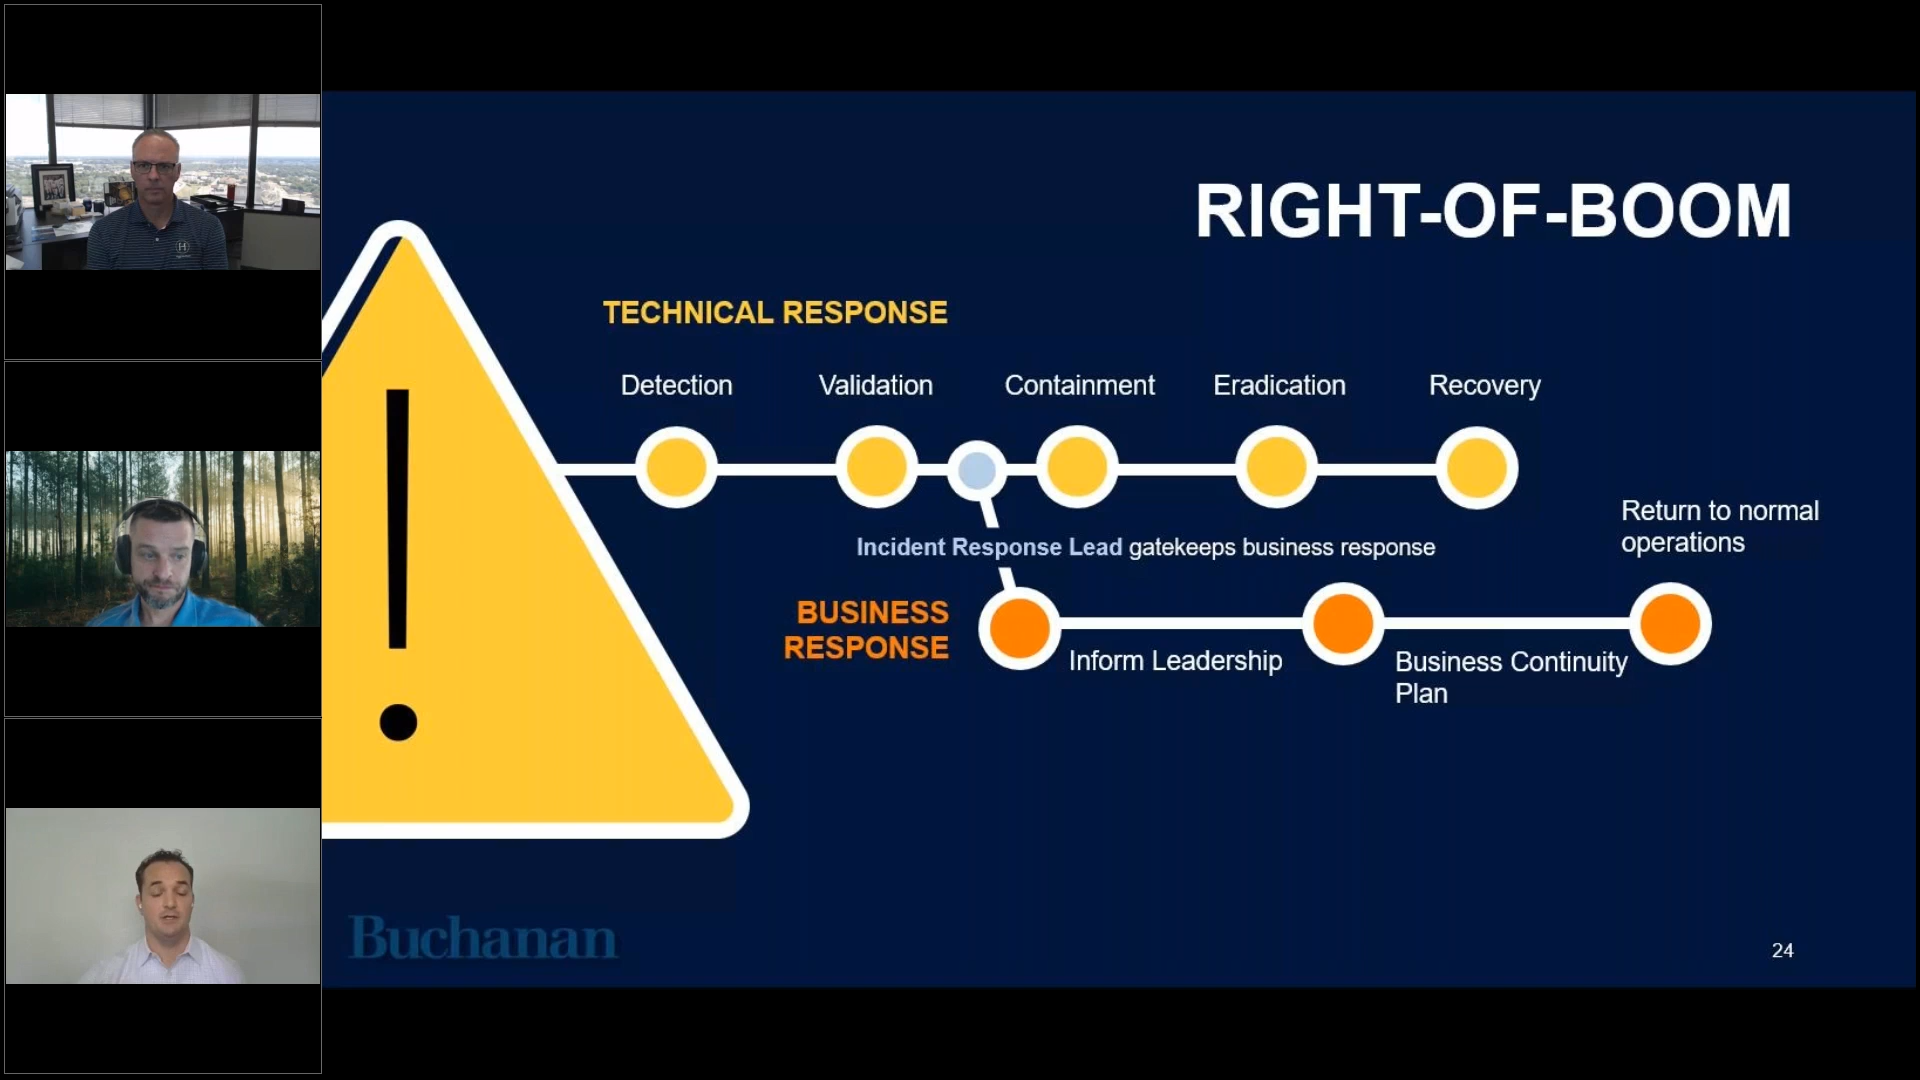 RIGHT-OF-BOOM
TECHNICAL RESPONSE
Detection
Validation
Containment
Eradication
Recovery
Return to normal
operations
Incident Response Lead gatekeeps business response
BUSINESS
RESPONSE
Inform Leadership
Business Continuity
Plan
Buchanan
24